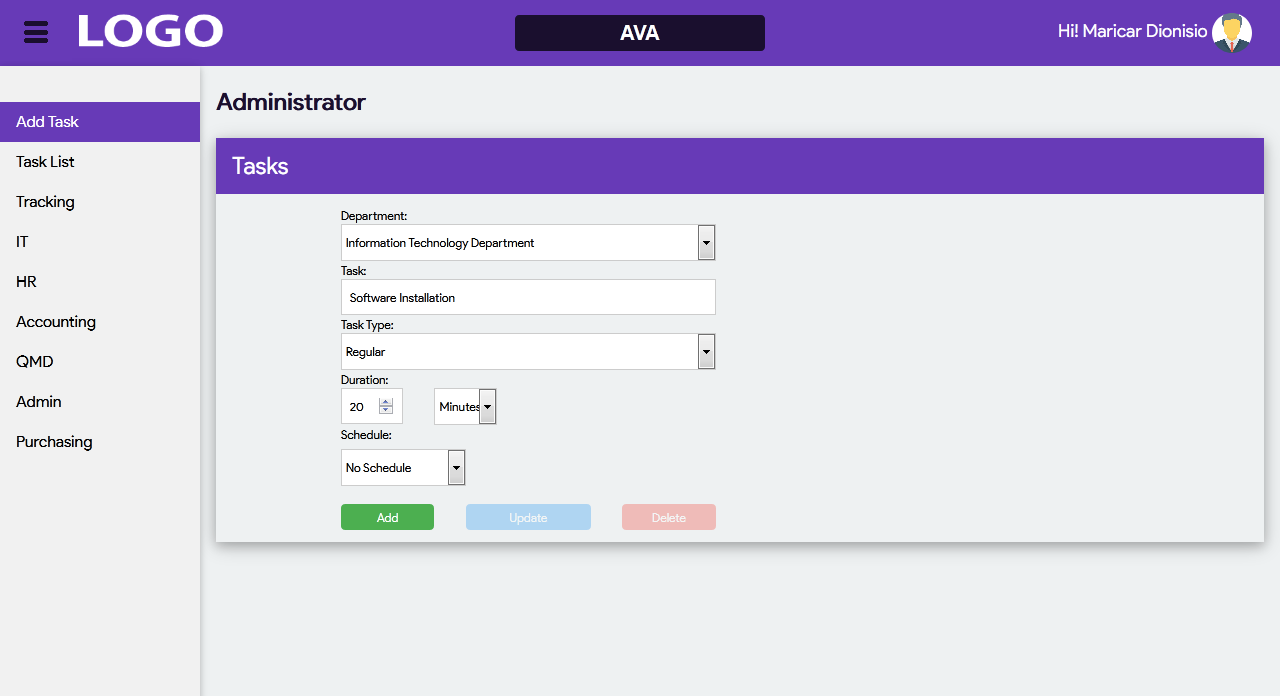 LOGO
AVA
Hi! Maricar Dionisio
Add Task
Task List
Tracking
IT
HR
Accounting
QMD
Admin
Purchasing
Administrator
Tasks
Department:
Information Technology Department
Task:
Software Installation
Task Type:
Regular
Duration:
20 Minutes
Schedule:
No Schedule
Add Update Delete